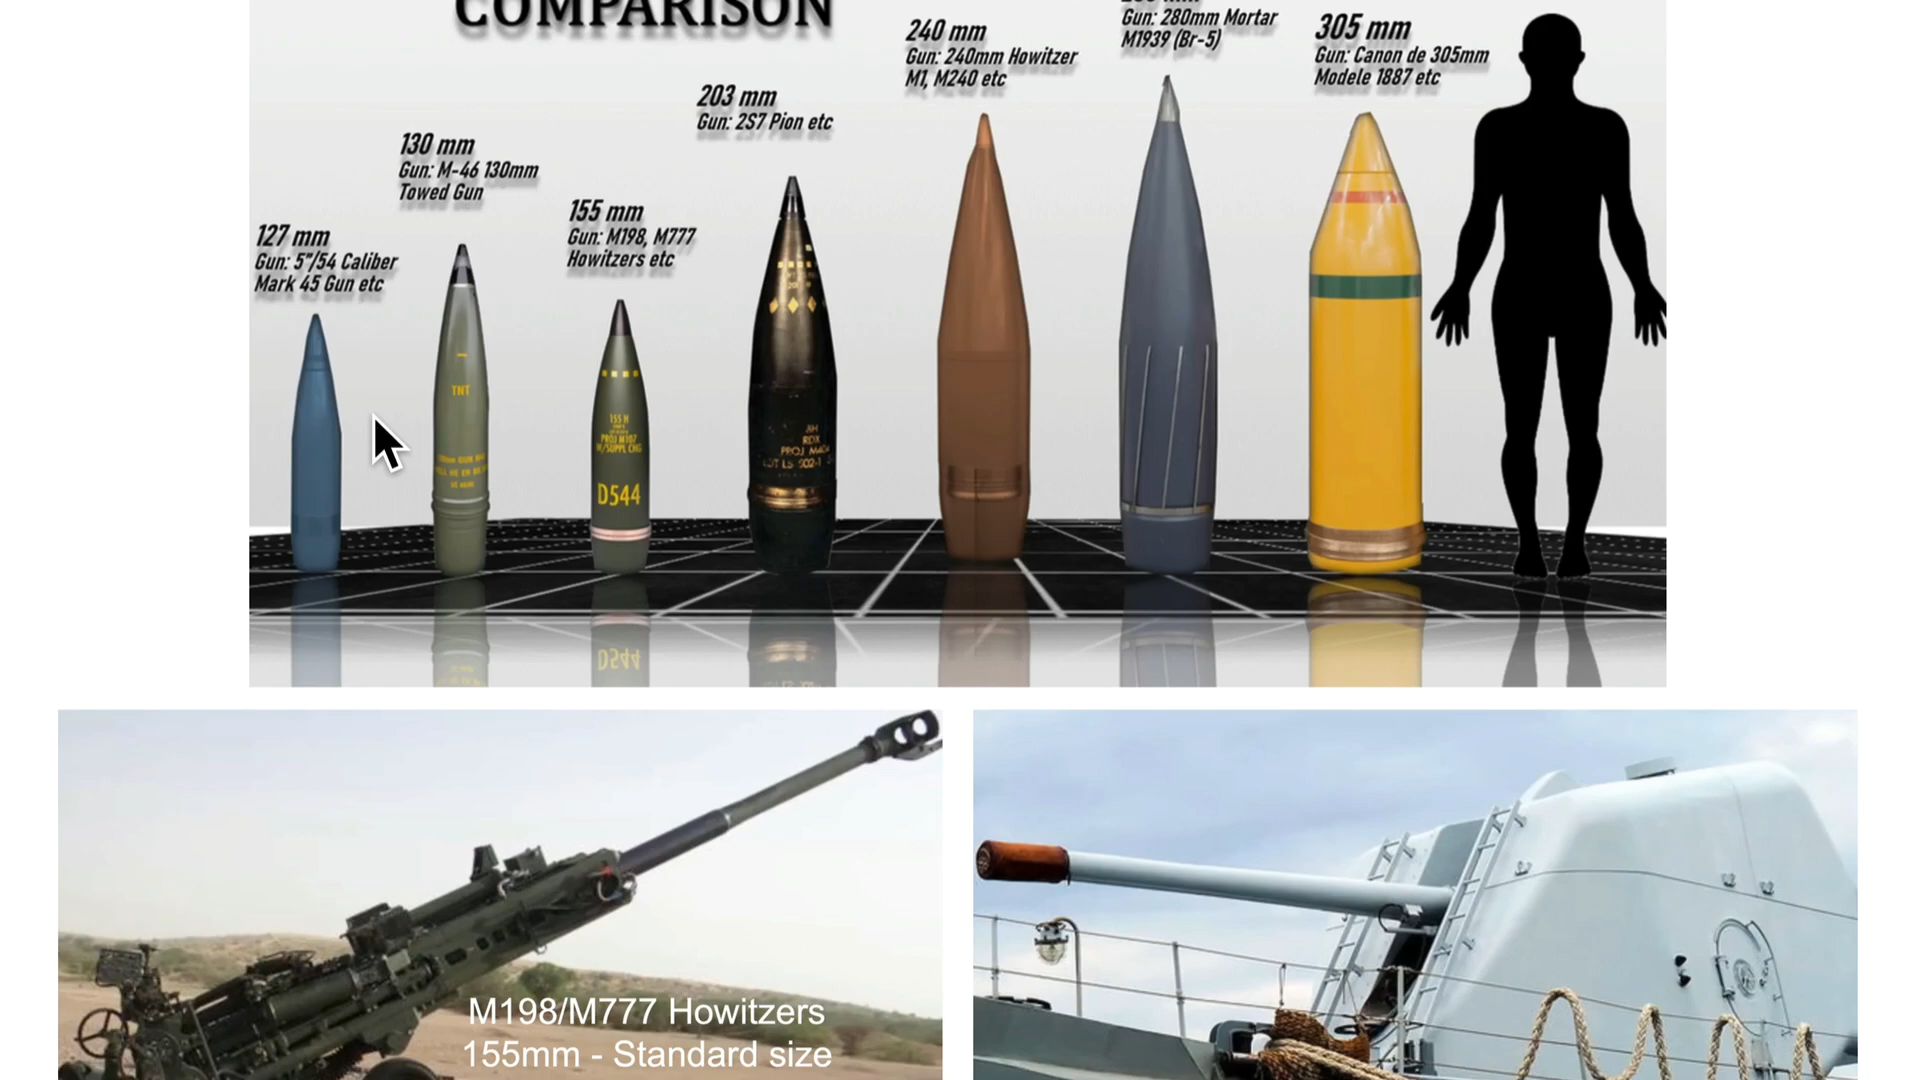 COMPARISON
127 mm
Gun: 5"/54 Caliber
Mark 45 Gun etc
130 mm
Gun: M-46 130mm
Towed Gun
155 mm
Gun: M198, M777
Howitzers etc
203 mm
Gun: 2S7 Pion etc
240 mm
Gun: 240mm Howitzer
M1, M240 etc
Gun: 280mm Mortar
M1939 (Br-5)
305 mm
Gun: Canon de 305mm
Modele 1887 etc
TNT
155 H
PROJ M107
D544
RDX
M198/M777 Howitzers
155mm - Standard size